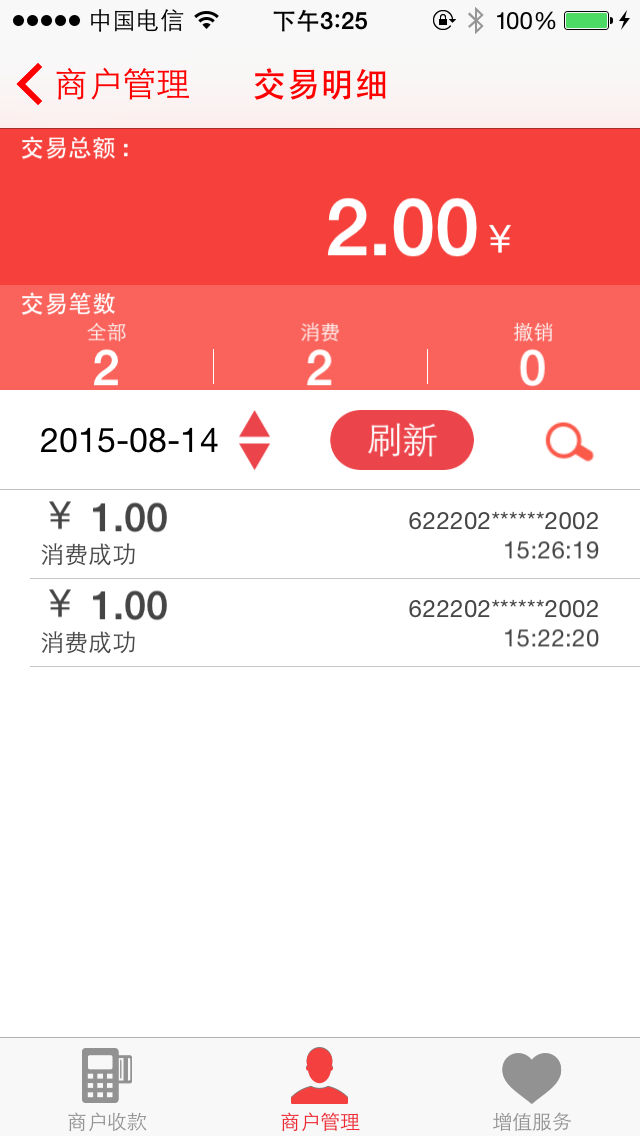 中国电信 下午3:25 100%
商户管理 交易明细
交易总额：
2.00 ¥
交易笔数
全部 消费 撤销
2 2 0
2015-08-14 刷新
¥ 1.00 622202******2002
消费成功 15:26:19
¥ 1.00 622202******2002
消费成功 15:22:20
商户收款 商户管理 增值服务